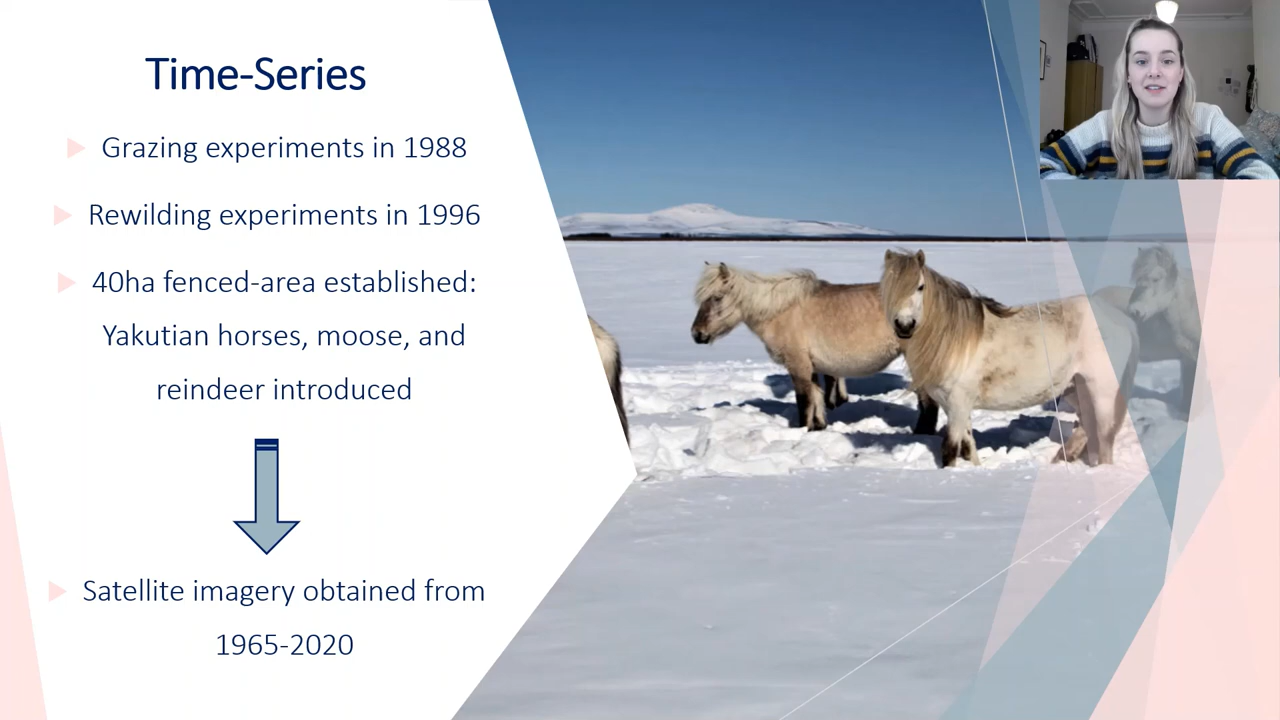 Time-Series
Grazing experiments in 1988
Rewilding experiments in 1996
40ha fenced-area established:
Yakutian horses, moose, and
reindeer introduced
Satellite imagery obtained from
1965-2020